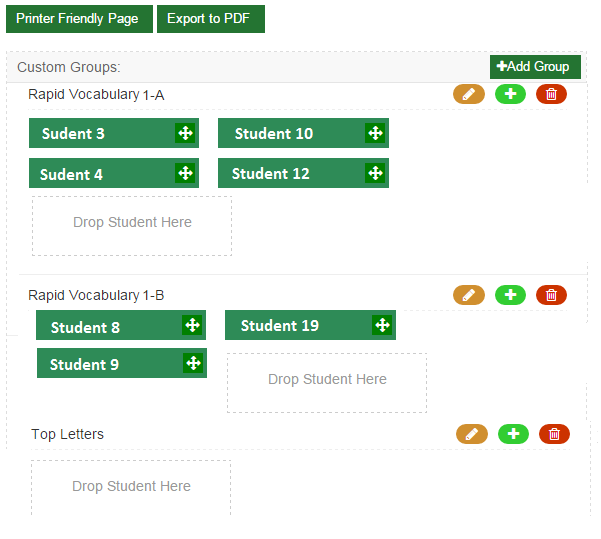 Printer Friendly Page Export to PDF
Custom Groups: Add Group
Rapid Vocabulary 1-A
Sudent 3 Student 10
Sudent 4 Student 12
Drop Student Here
Rapid Vocabulary 1-B
Student 8 Student 19
Student 9
Drop Student Here
Top Letters
Drop Student Here